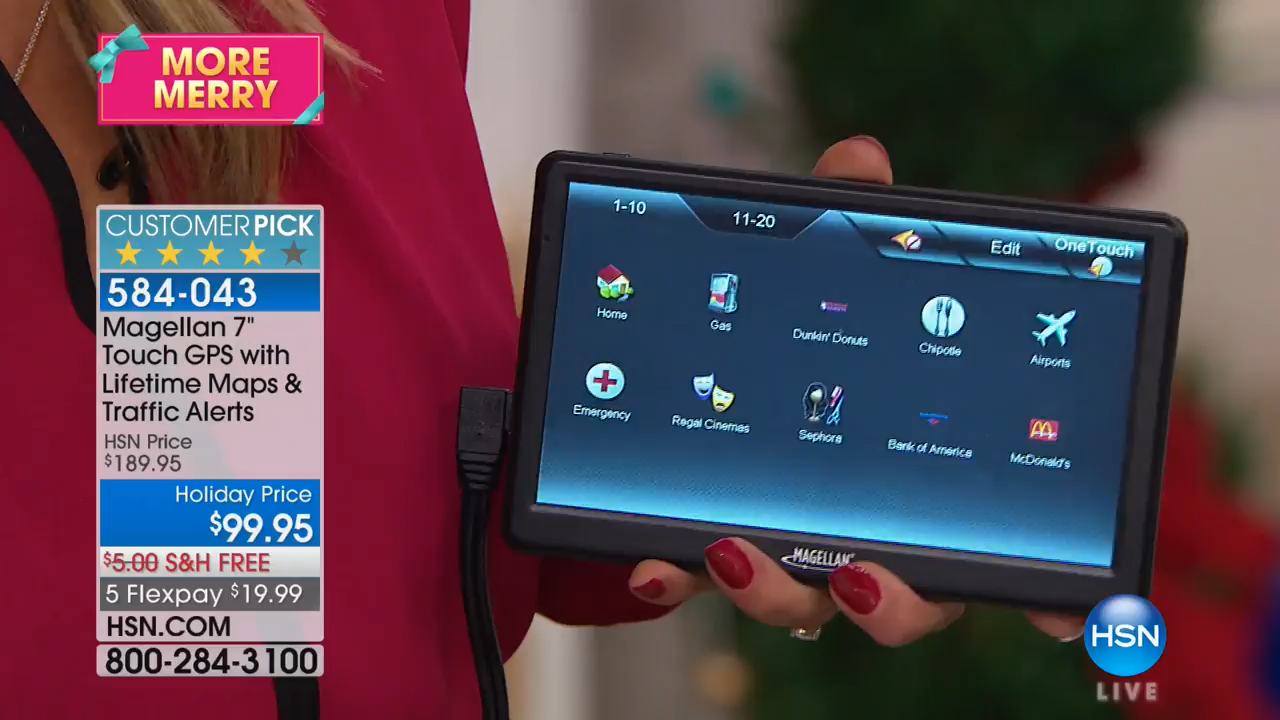 MORE
MERRY
CUSTOMERPICK
584-043
Magellan 7"
Touch GPS with
Lifetime Maps &
Traffic Alerts
HSN Price
$189.95
Holiday Price
$99.95
$5.00 S&H FREE
5 Flexpay $19.99
HSN.COM
800-284-3100
1-10
11-20
Edit
OneTouch
Home
Gas
Dunkin' Donuts
Chipotle
Airports
Emergency
Regal Cinemas
Sephora
Bank of America
McDonald's
MAGELLAN
HSN
LIVE